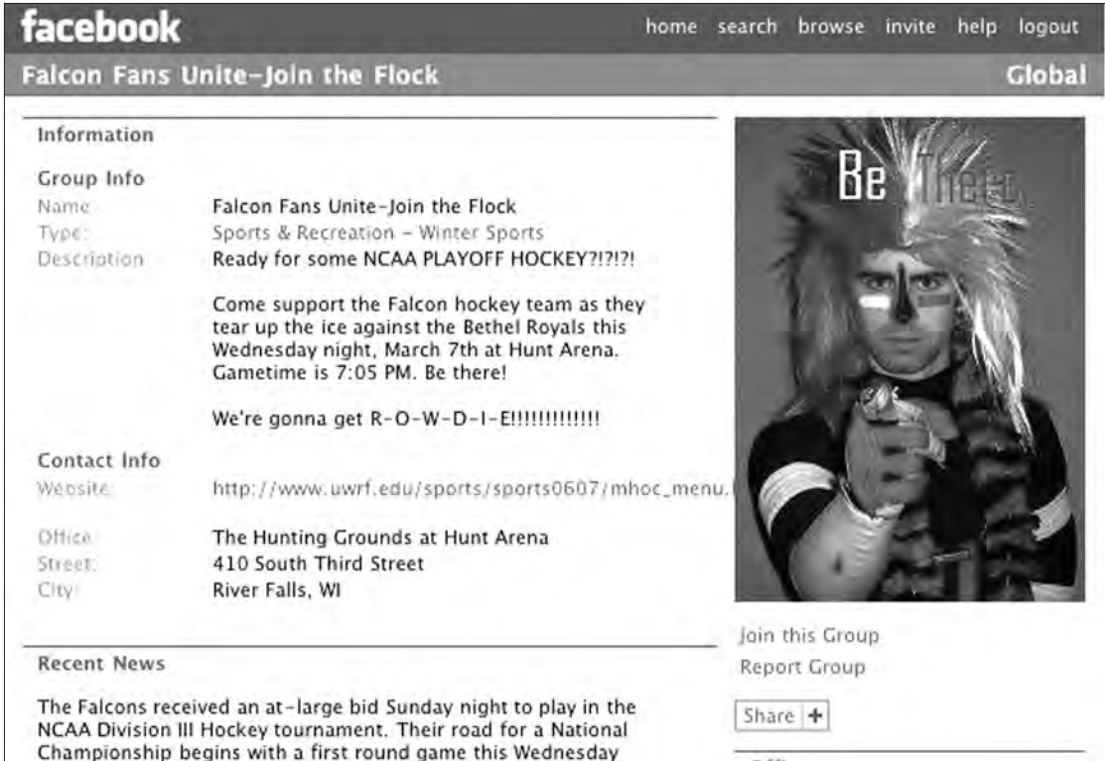 facebook
home search browse invite help logout
Falcon Fans Unite–Join the Flock
Global
Information
Group Info
Name:
Falcon Fans Unite–Join the Flock
Type:
Sports & Recreation – Winter Sports
Description
Ready for some NCAA PLAYOFF HOCKEY?!?!?!
Come support the Falcon hockey team as they
tear up the ice against the Bethel Royals this
Wednesday night, March 7th at Hunt Arena.
Gametime is 7:05 PM. Be there!
We're gonna get R-O-W-D-I-E!!!!!!!!!!!!!
Contact Info
Website:
http://www.uwrf.edu/sports/sports0607/mhoc_menu.
Office
The Hunting Grounds at Hunt Arena
Street:
410 South Third Street
City:
River Falls, WI
Recent News
The Falcons received an at-large bid Sunday night to play in the
NCAA Division III Hockey tournament. Their road for a National
Championship begins with a first round game this Wednesday
Be There
Join this Group
Report Group
Share +